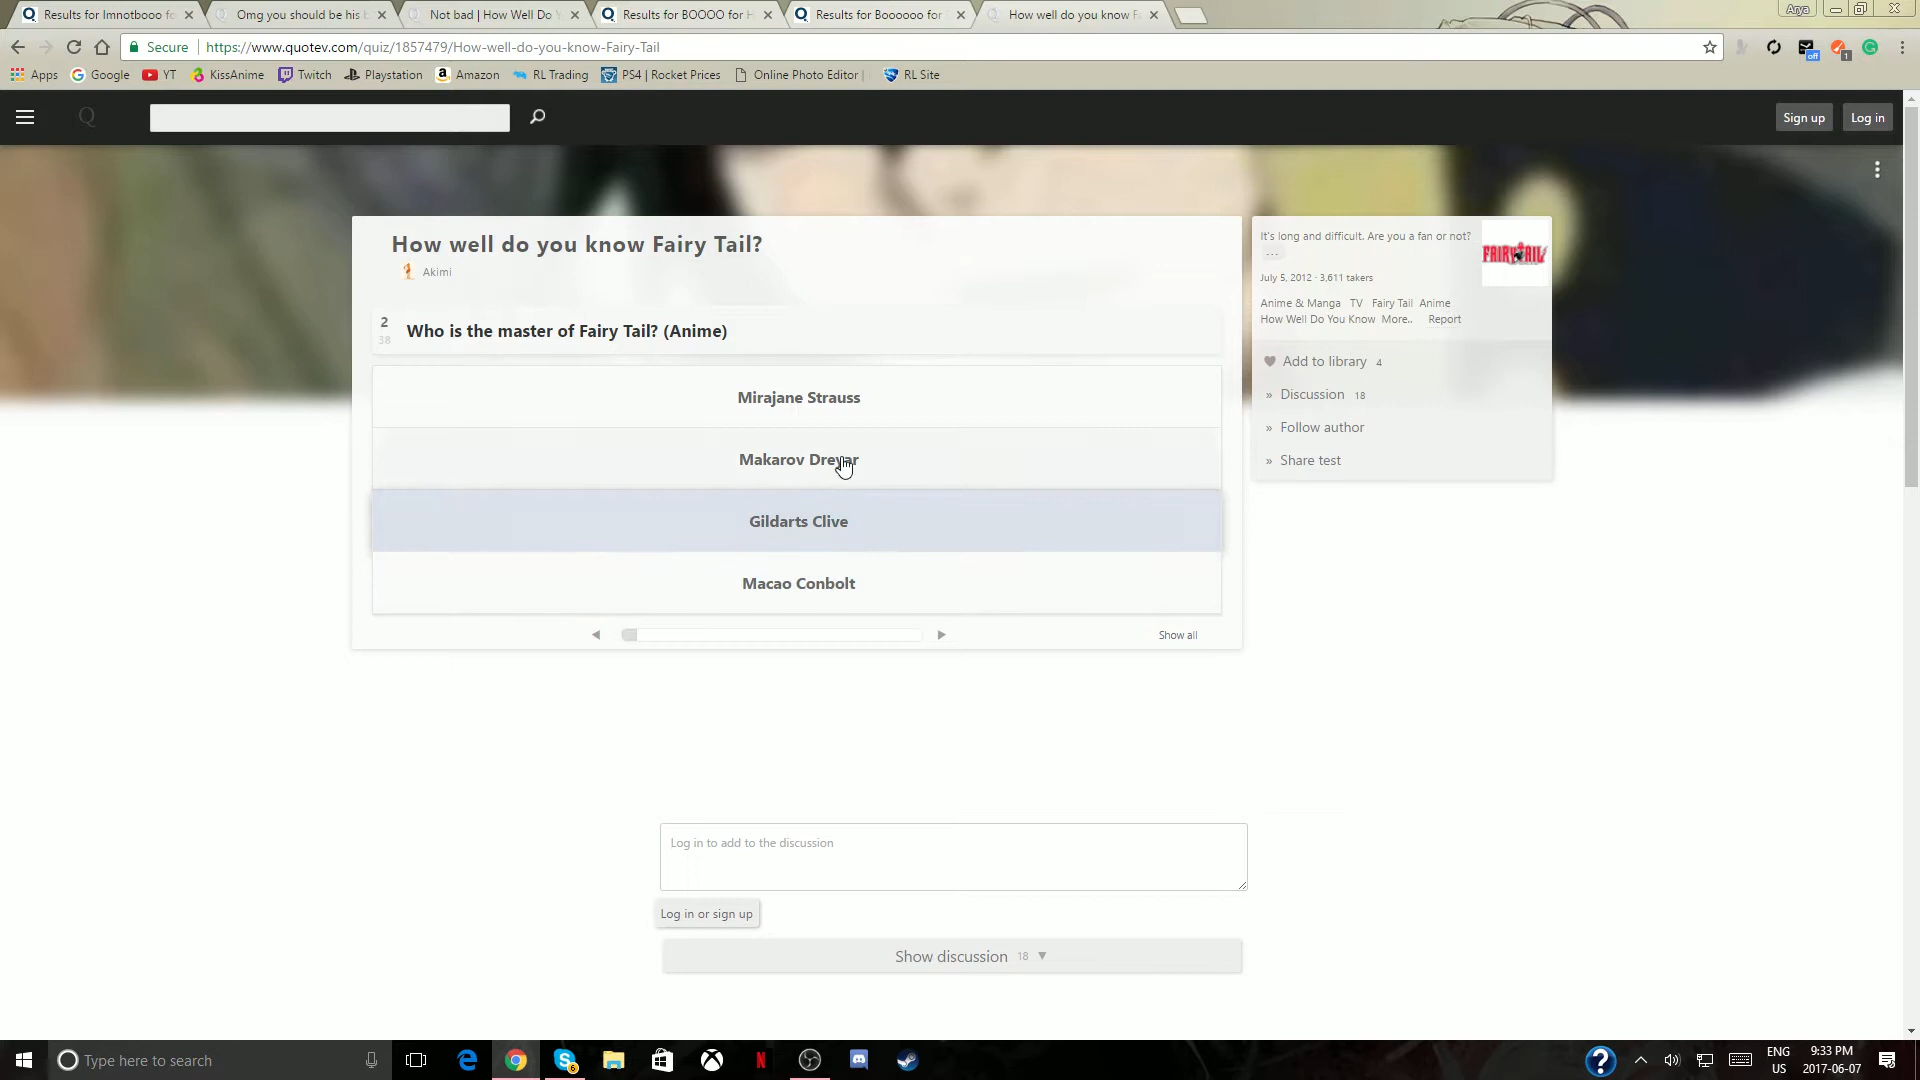 Results for Imnotbooo fo
Omg you should be his b
Not bad | How Well Do Y
Results for BOOOO for H
Results for Boooooo for
How well do you know Fa
Arya
Secure
https://www.quotev.com/quiz/1857479/How-well-do-you-know-Fairy-Tail
off
1
Apps
Google
YT
KissAnime
Twitch
Playstation
Amazon
RL Trading
PS4 | Rocket Prices
Online Photo Editor |
RL Site
Q
Sign up
Log in
How well do you know Fairy Tail?
Akimi
2
38
Who is the master of Fairy Tail? (Anime)
Mirajane Strauss
Makarov Dreyar
Gildarts Clive
Macao Conbolt
Show all
It's long and difficult. Are you a fan or not?
...
FAIRY TAIL
July 5, 2012 · 3,611 takers
Anime & Manga TV Fairy Tail Anime
How Well Do You Know More.. Report
Add to library 4
» Discussion 18
» Follow author
» Share test
Log in to add to the discussion
Log in or sign up
Show discussion 18 ▼
Type here to search
6
ENG
US
9:33 PM
2017-06-07